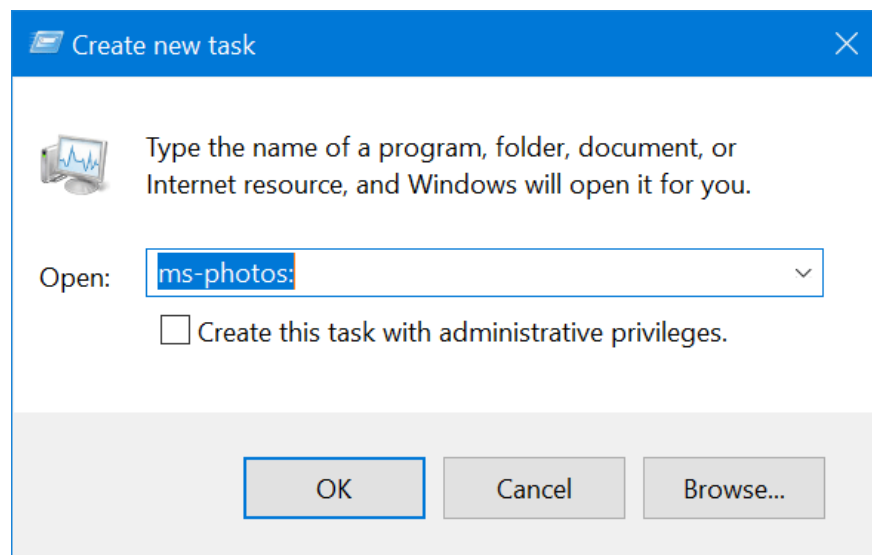 Create new task
Type the name of a program, folder, document, or
Internet resource, and Windows will open it for you.
Open: ms-photos:
Create this task with administrative privileges.
OK Cancel Browse...